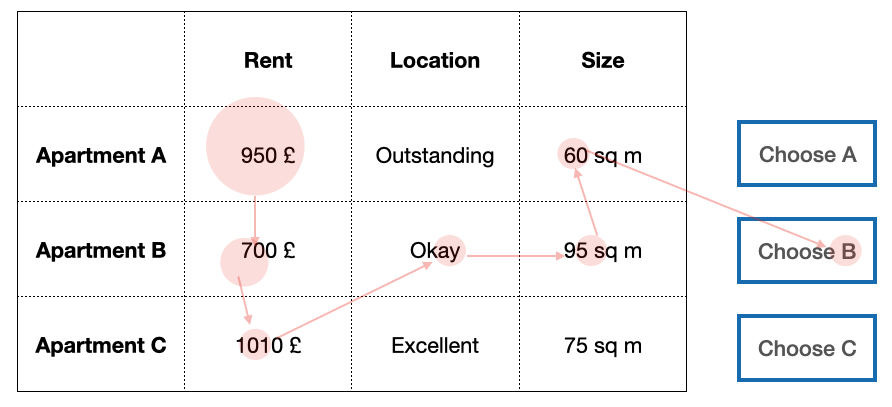 Rent Location Size
Apartment A 950 £ Outstanding 60 sq m Choose A
Apartment B 700 £ Okay 95 sq m Choose B
Apartment C 1010 £ Excellent 75 sq m Choose C